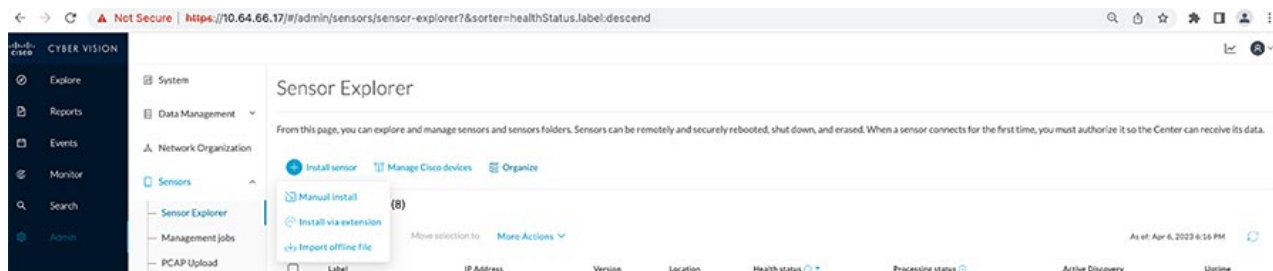 Not Secure | https://10.64.66.17/#/admin/sensors/sensor-explorer?&sorter=healthStatus.label:descend
cisco CYBER VISION
Explore
Reports
Events
Monitor
Search
Admin
System
Data Management
Network Organization
Sensors
Sensor Explorer
Management jobs
PCAP Upload
Sensor Explorer
From this page, you can explore and manage sensors and sensors folders. Sensors can be remotely and securely rebooted, shut down, and erased. When a sensor connects for the first time, you must authorize it so the Center can receive its data.
Install sensor Manage Cisco devices Organize
Manual install
Install via extension
Import offline file
(8)
Move selection to More Actions As of: Apr 6, 2023 6:16 PM
Label IP Address Version Location Health status Processing status Active Discovery Uptime